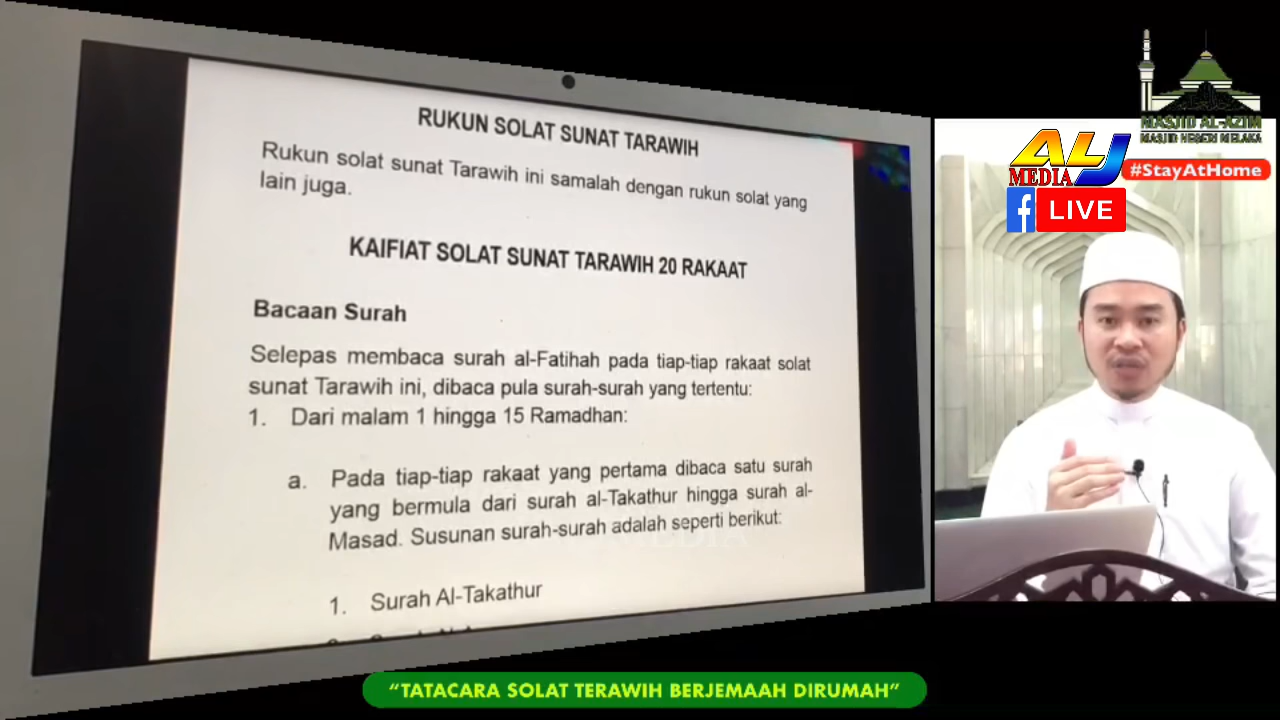 RUKUN SOLAT SUNAT TARAWIH
Rukun solat sunat Tarawih ini samalah dengan rukun solat yang
lain juga.
KAIFIAT SOLAT SUNAT TARAWIH 20 RAKAAT
Bacaan Surah
Selepas membaca surah al-Fatihah pada tiap-tiap rakaat solat
sunat Tarawih ini, dibaca pula surah-surah yang tertentu:
1. Dari malam 1 hingga 15 Ramadhan:
a. Pada tiap-tiap rakaat yang pertama dibaca satu surah
yang bermula dari surah al-Takathur hingga surah al-
Masad. Susunan surah-surah adalah seperti berikut:
1. Surah Al-Takathur
MASJID AL-AZIM
MASJID NEGERI MELAKA
#StayAtHome
ALJ
MEDIA
f LIVE
"TATACARA SOLAT TERAWIH BERJEMAAH DIRUMAH"